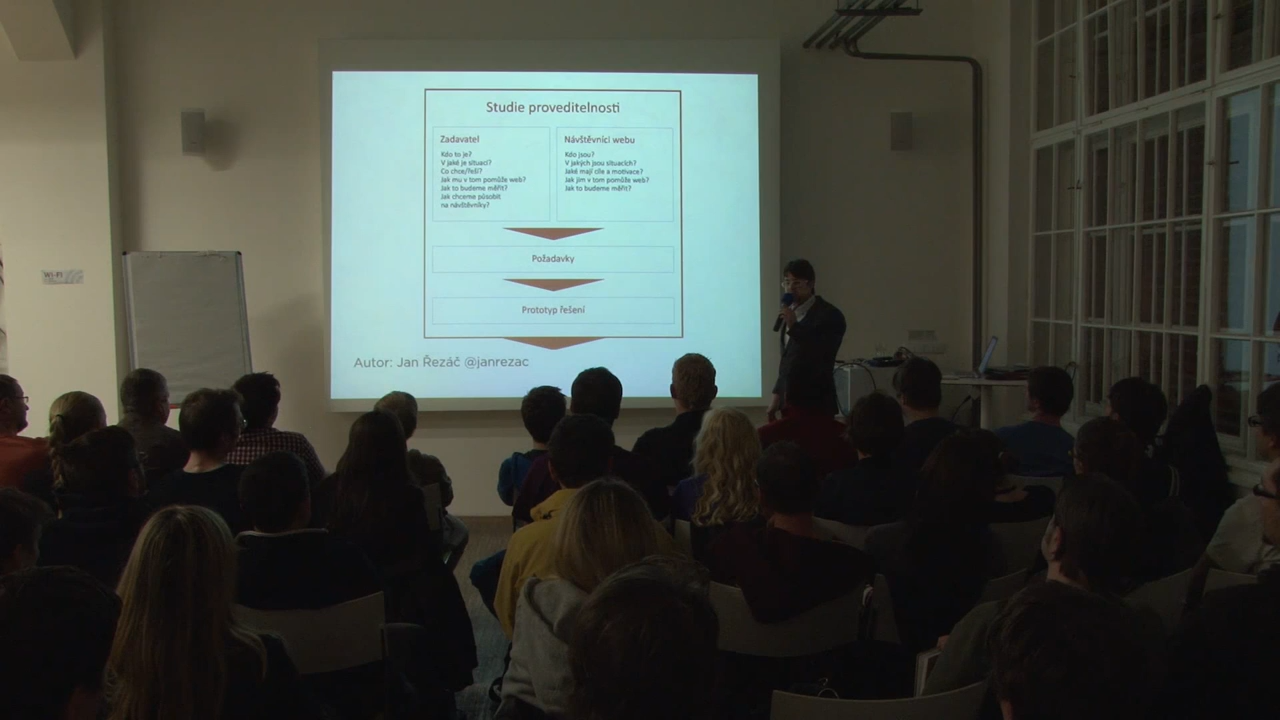 Studie proveditelnosti
Zadavatel
Kdo to je?
V jaké je situaci?
Co chce/řeší?
Jak mu v tom pomůže web?
Jak to budeme měřit?
Jak chceme působit
na návštěvníky?
Návštěvníci webu
Kdo jsou?
V jakých jsou situacích?
Jaké mají cíle a motivace?
Jak jim v tom pomůže web?
Jak to budeme měřit?
Požadavky
Prototyp řešení
Autor: Jan Řezáč @janrezac
Wi-Fi